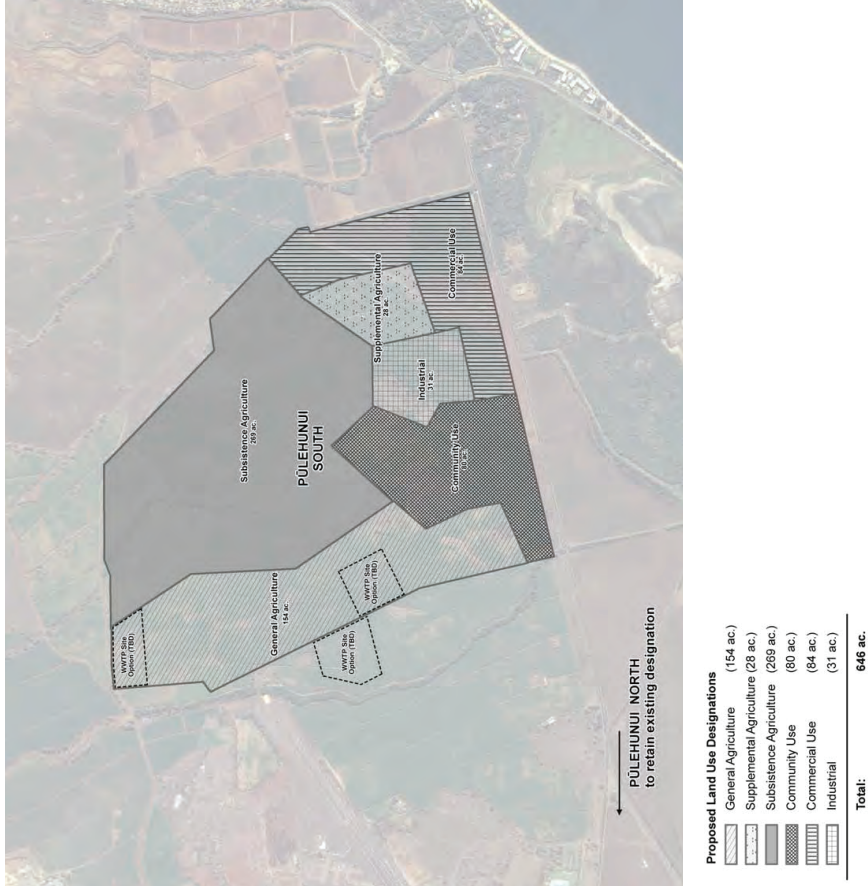 Subsistence Agriculture
269 ac.
PŪLEHUNUI
SOUTH
Supplemental Agriculture
28 ac.
Commercial Use
84 ac.
Industrial
31 ac.
Community Use
80 ac.
General Agriculture
154 ac.
WWTP Site
Option (TBD)
WWTP Site
Option (TBD)
WWTP Site
Option (TBD)
PŪLEHUNUI NORTH
to retain existing designation
Proposed Land Use Designations
General Agriculture (154 ac.)
Supplemental Agriculture (28 ac.)
Subsistence Agriculture (269 ac.)
Community Use (80 ac.)
Commercial Use (84 ac.)
Industrial (31 ac.)
Total: 646 ac.